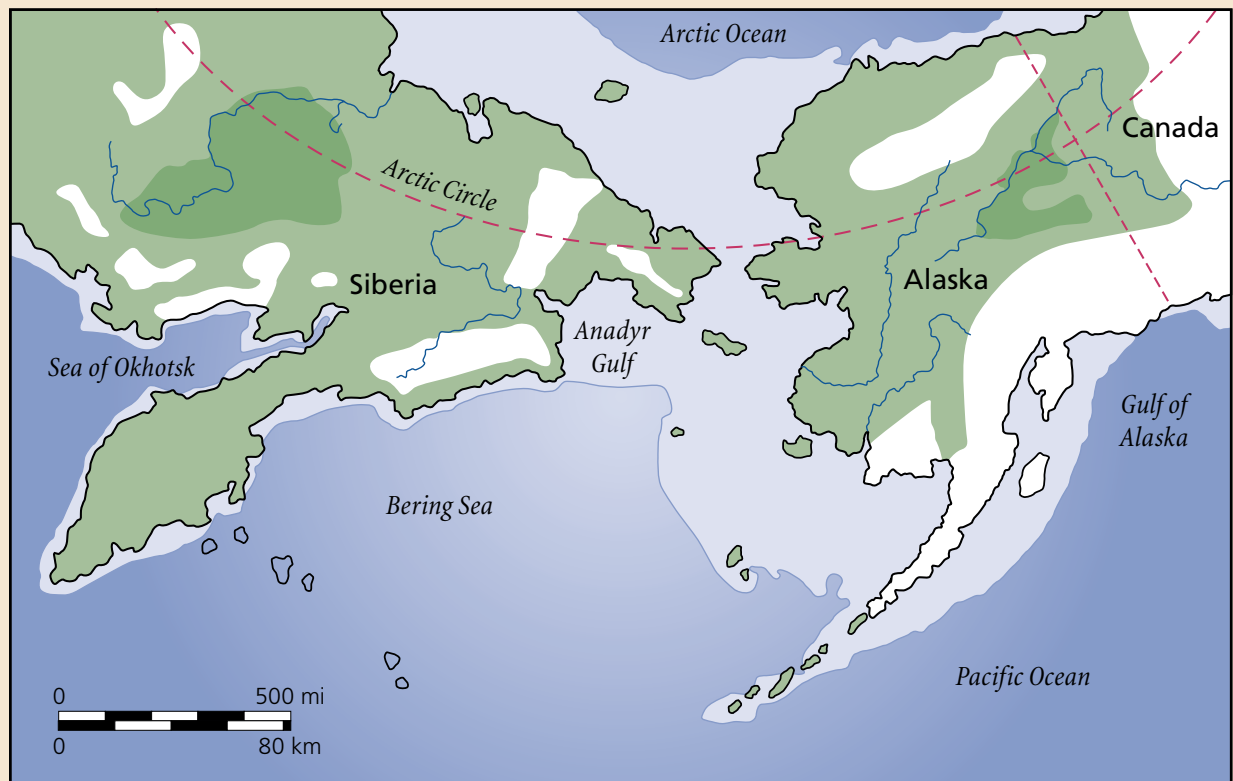 Arctic Ocean
Canada
Arctic Circle
Siberia
Alaska
Anadyr
Gulf
Sea of Okhotsk
Gulf of
Alaska
Bering Sea
Pacific Ocean
0 500 mi
0 80 km